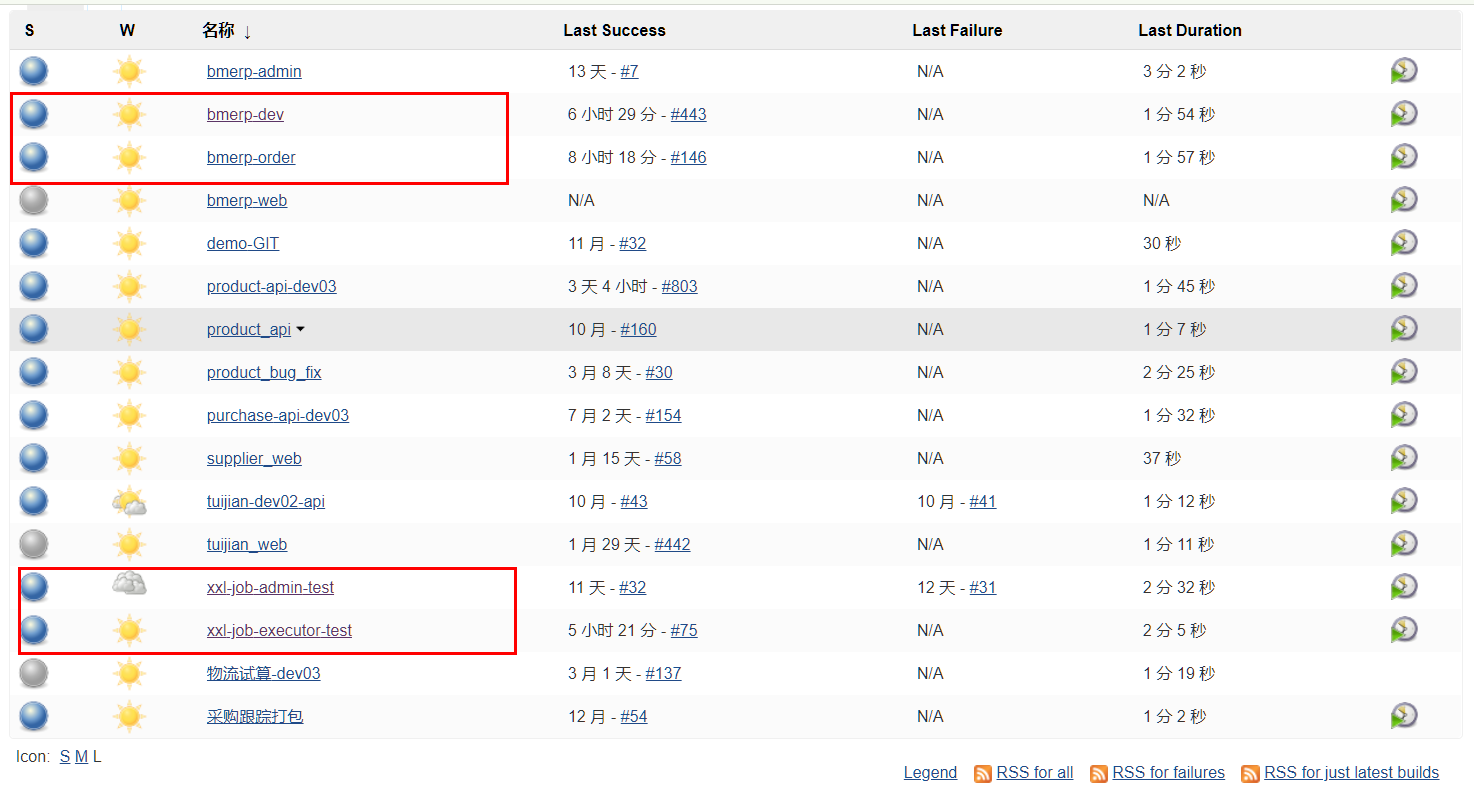 S W 名称 ↓ Last Success Last Failure Last Duration
bmerp-admin 13 天 - #7 N/A 3 分 2 秒
bmerp-dev 6 小时 29 分 - #443 N/A 1 分 54 秒
bmerp-order 8 小时 18 分 - #146 N/A 1 分 57 秒
bmerp-web N/A N/A N/A
demo-GIT 11 月 - #32 N/A 30 秒
product-api-dev03 3 天 4 小时 - #803 N/A 1 分 45 秒
product_api 10 月 - #160 N/A 1 分 7 秒
product_bug_fix 3 月 8 天 - #30 N/A 2 分 25 秒
purchase-api-dev03 7 月 2 天 - #154 N/A 1 分 32 秒
supplier_web 1 月 15 天 - #58 N/A 37 秒
tuijian-dev02-api 10 月 - #43 10 月 - #41 1 分 12 秒
tuijian_web 1 月 29 天 - #442 N/A 1 分 11 秒
xxl-job-admin-test 11 天 - #32 12 天 - #31 2 分 32 秒
xxl-job-executor-test 5 小时 21 分 - #75 N/A 2 分 5 秒
物流试算-dev03 3 月 1 天 - #137 N/A 1 分 19 秒
采购跟踪打包 12 月 - #54 N/A 1 分 2 秒
Icon: S M L
Legend RSS for all RSS for failures RSS for just latest builds